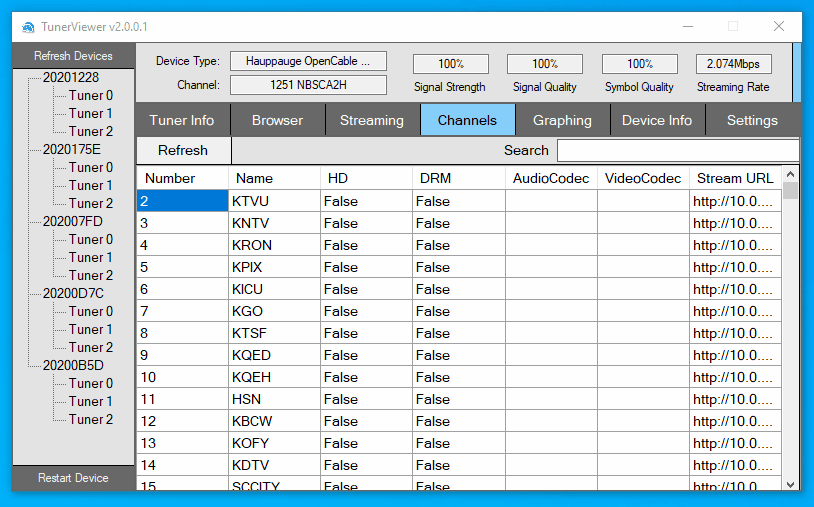 TunerViewer v2.0.0.1
Refresh Devices
20201228
Tuner 0
Tuner 1
Tuner 2
2020175E
Tuner 0
Tuner 1
Tuner 2
202007FD
Tuner 0
Tuner 1
Tuner 2
20200D7C
Tuner 0
Tuner 1
Tuner 2
20200B5D
Tuner 0
Tuner 1
Tuner 2
Restart Device
Device Type: Hauppauge OpenCable ...
Channel: 1251 NBSCA2H
100% 100% 100% 2.074Mbps
Signal Strength Signal Quality Symbol Quality Streaming Rate
Tuner Info Browser Streaming Channels Graphing Device Info Settings
Refresh Search
Number Name HD DRM AudioCodec VideoCodec Stream URL
2 KTVU False False http://10.0....
3 KNTV False False http://10.0....
4 KRON False False http://10.0....
5 KPIX False False http://10.0....
6 KICU False False http://10.0....
7 KGO False False http://10.0....
8 KTSF False False http://10.0....
9 KQED False False http://10.0....
10 KQEH False False http://10.0....
11 HSN False False http://10.0....
12 KBCW False False http://10.0....
13 KOFY False False http://10.0....
14 KDTV False False http://10.0....
15 SCCITY False False http://10.0....